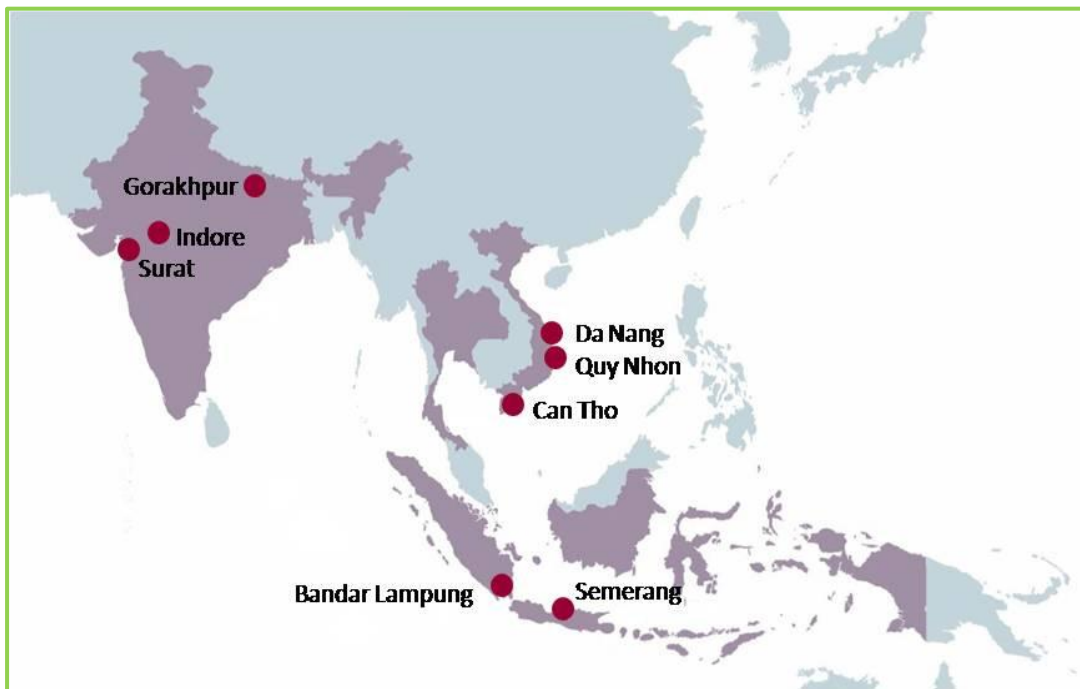 Gorakhpur
Indore
Surat
Da Nang
Quy Nhon
Can Tho
Bandar Lampung
Semerang